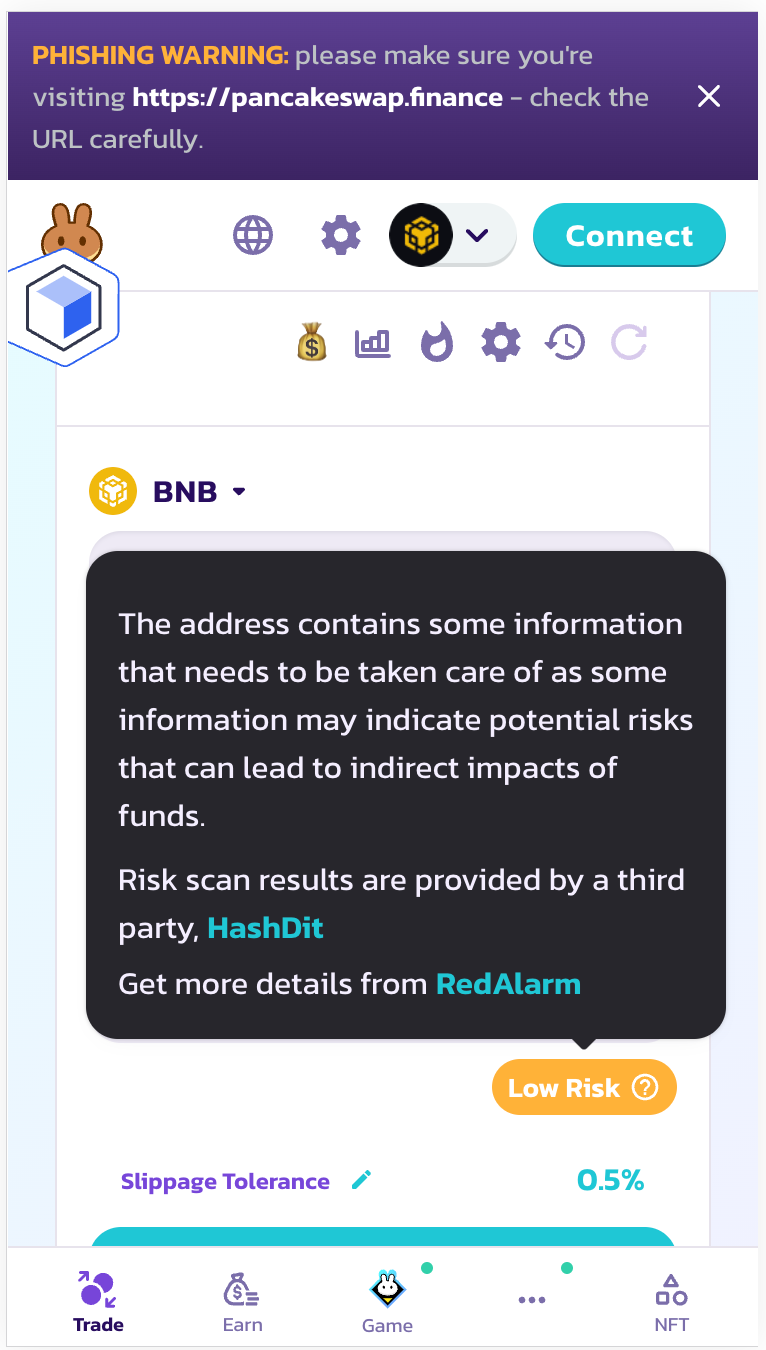 PHISHING WARNING: please make sure you're
visiting https://pancakeswap.finance - check the
URL carefully.
Connect
BNB
The address contains some information
that needs to be taken care of as some
information may indicate potential risks
that can lead to indirect impacts of
funds.
Risk scan results are provided by a third
party, HashDit
Get more details from RedAlarm
Low Risk
Slippage Tolerance 0.5%
Trade Earn Game NFT